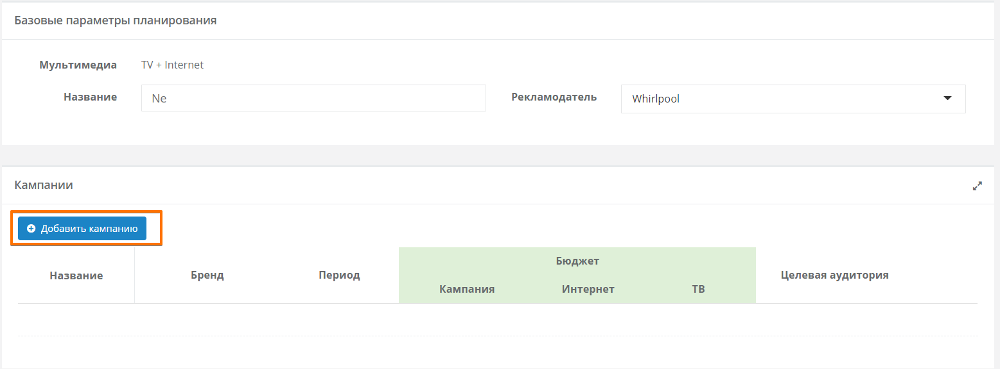 Базовые параметры планирования
Мультимедиа TV + Internet
Название Ne Рекламодатель Whirlpool
Кампании
Добавить кампанию
Бюджет
Название Бренд Период Целевая аудитория
Кампания Интернет ТВ